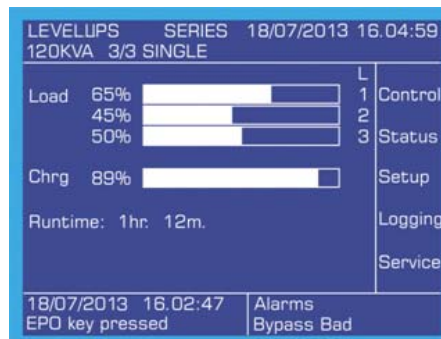 LEVELUPS SERIES 18/07/2013 16.04:59
120KVA 3/3 SINGLE
L
Load 65% 1
45% 2
50% 3
Chrg 89%
Runtime: 1hr. 12m.
Control
Status
Setup
Logging
Service
18/07/2013 16.02:47
EPO key pressed
Alarms
Bypass Bad